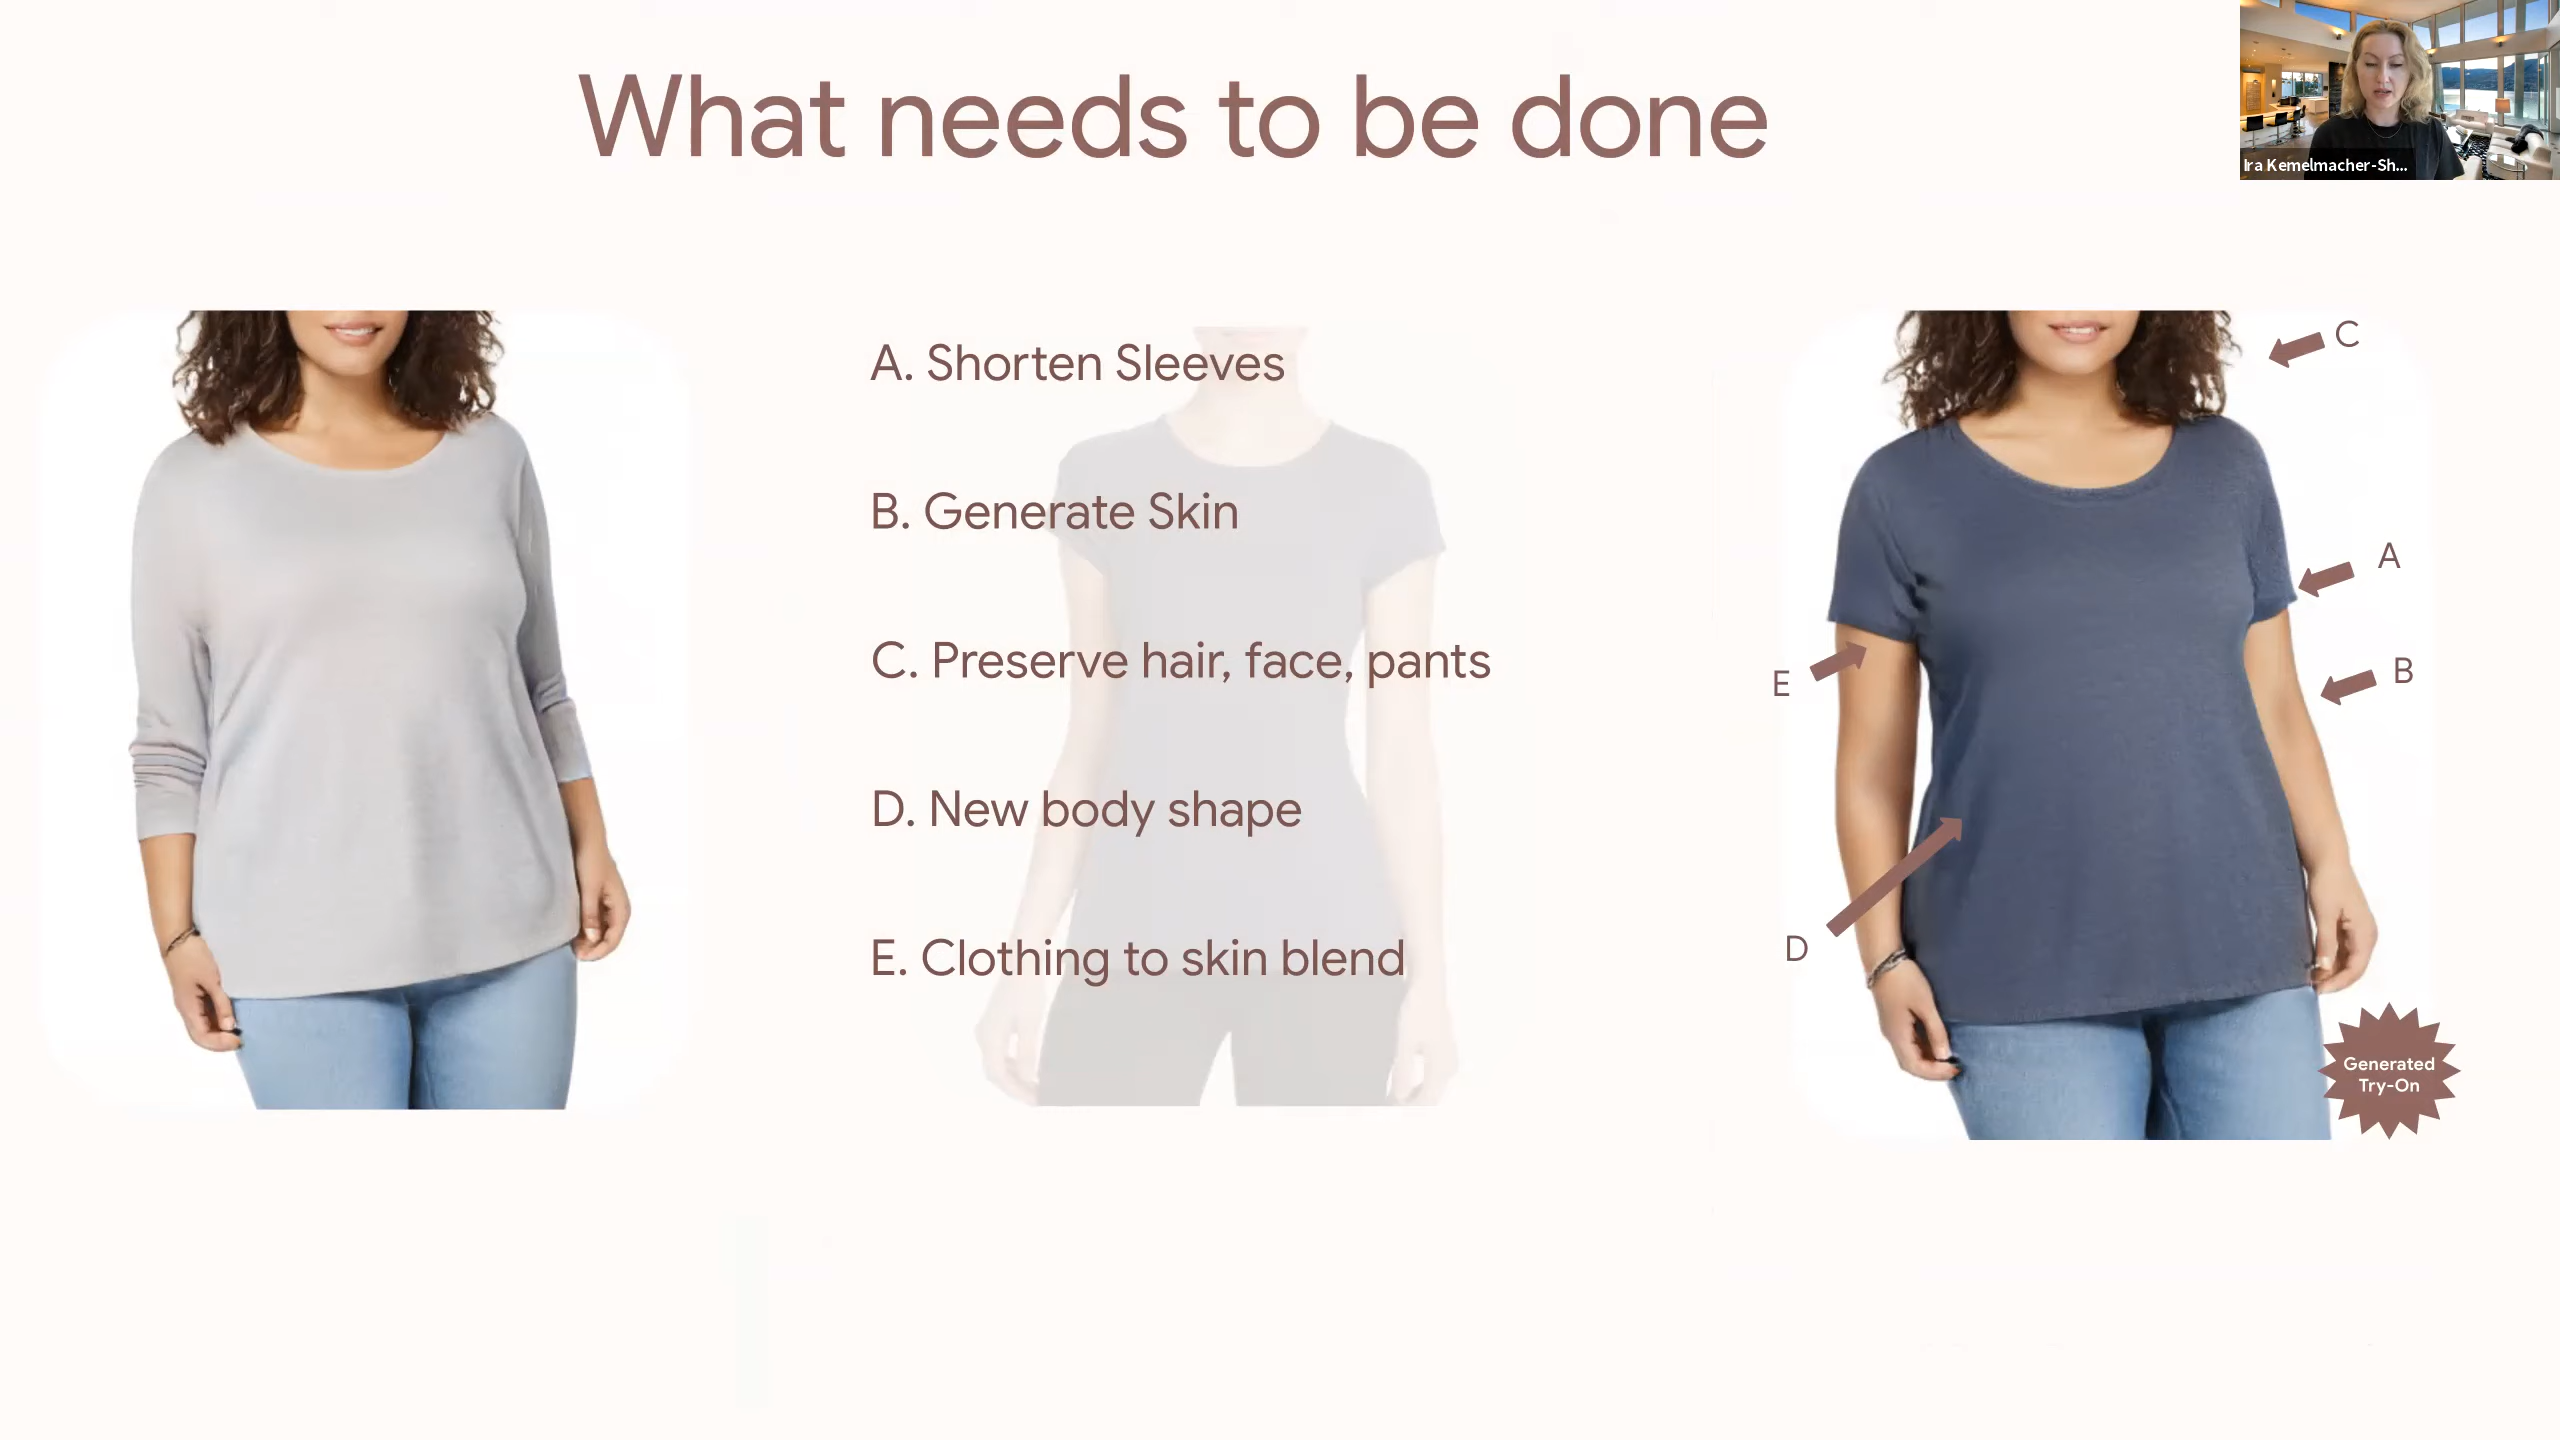 What needs to be done
Ira Kemelmacher-Sh...
A. Shorten Sleeves
B. Generate Skin
C. Preserve hair, face, pants
D. New body shape
E. Clothing to skin blend
C
A
B
E
D
Generated
Try-On